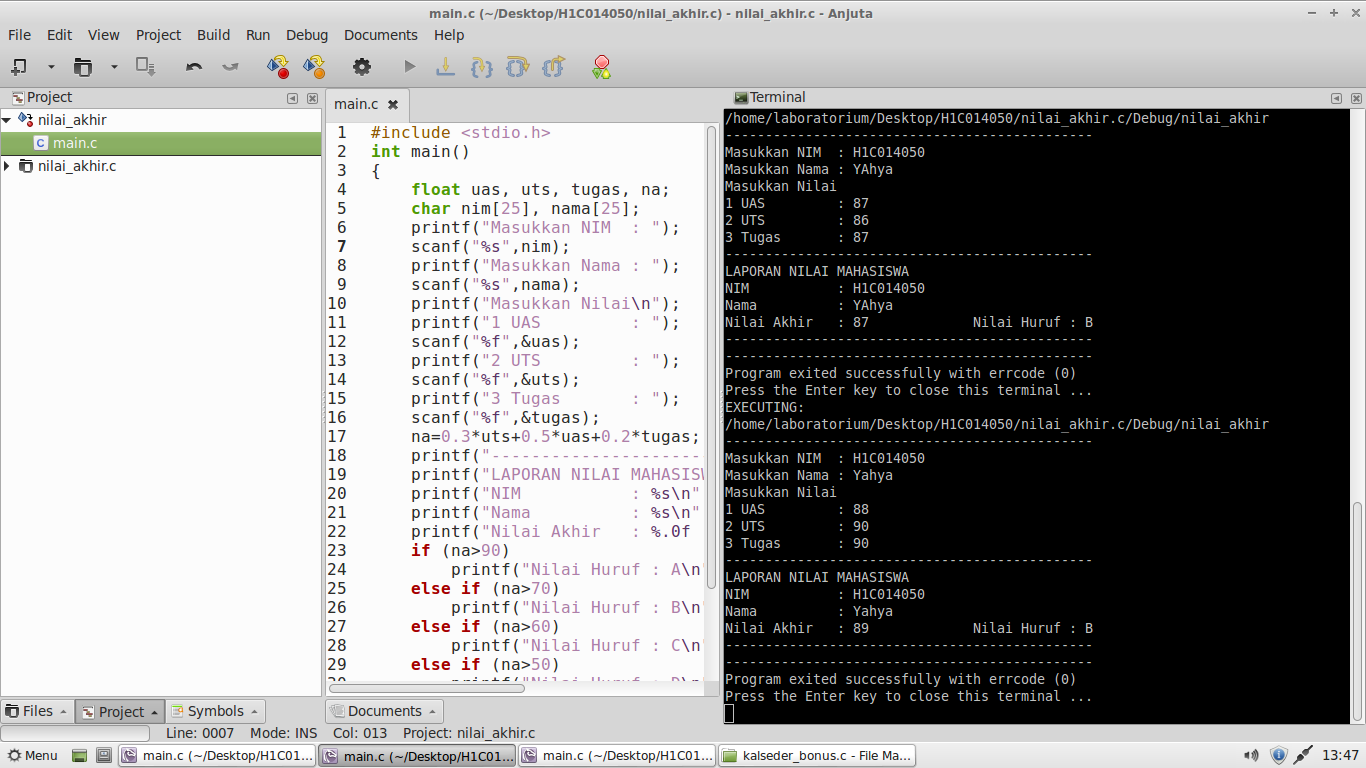 main.c (~/Desktop/H1C014050/nilai_akhir.c) - nilai_akhir.c - Anjuta
File Edit View Project Build Run Debug Documents Help
Project
nilai_akhir
main.c
nilai_akhir.c
main.c
1 #include <stdio.h>
2 int main()
3 {
4 float uas, uts, tugas, na;
5 char nim[25], nama[25];
6 printf("Masukkan NIM  : ");
7 scanf("%s",nim);
8 printf("Masukkan Nama : ");
9 scanf("%s",nama);
10 printf("Masukkan Nilai\n");
11 printf("1 UAS         : ");
12 scanf("%f",&uas);
13 printf("2 UTS         : ");
14 scanf("%f",&uts);
15 printf("3 Tugas       : ");
16 scanf("%f",&tugas);
17 na=0.3*uts+0.5*uas+0.2*tugas;
18 printf("---------------------
19 printf("LAPORAN NILAI MAHASISW
20 printf("NIM           : %s\n"
21 printf("Nama          : %s\n"
22 printf("Nilai Akhir   : %.0f
23 if (na>90)
24 printf("Nilai Huruf : A\n"
25 else if (na>70)
26 printf("Nilai Huruf : B\n"
27 else if (na>60)
28 printf("Nilai Huruf : C\n"
29 else if (na>50)
Terminal
/home/laboratorium/Desktop/H1C014050/nilai_akhir.c/Debug/nilai_akhir
----------------------------------------------
Masukkan NIM  : H1C014050
Masukkan Nama : YAhya
Masukkan Nilai
1 UAS         : 87
2 UTS         : 86
3 Tugas       : 87
----------------------------------------------
LAPORAN NILAI MAHASISWA
NIM           : H1C014050
Nama          : YAhya
Nilai Akhir   : 87             Nilai Huruf : B
----------------------------------------------
----------------------------------------------
Program exited successfully with errcode (0)
Press the Enter key to close this terminal ...
EXECUTING:
/home/laboratorium/Desktop/H1C014050/nilai_akhir.c/Debug/nilai_akhir
----------------------------------------------
Masukkan NIM  : H1C014050
Masukkan Nama : Yahya
Masukkan Nilai
1 UAS         : 88
2 UTS         : 90
3 Tugas       : 90
----------------------------------------------
LAPORAN NILAI MAHASISWA
NIM           : H1C014050
Nama          : Yahya
Nilai Akhir   : 89             Nilai Huruf : B
----------------------------------------------
----------------------------------------------
Program exited successfully with errcode (0)
Press the Enter key to close this terminal ...
Files Project Symbols Documents
Line: 0007 Mode: INS Col: 013 Project: nilai_akhir.c
Menu main.c (~/Desktop/H1C01... main.c (~/Desktop/H1C01... main.c (~/Desktop/H1C01... kalseder_bonus.c - File Ma... 13:47